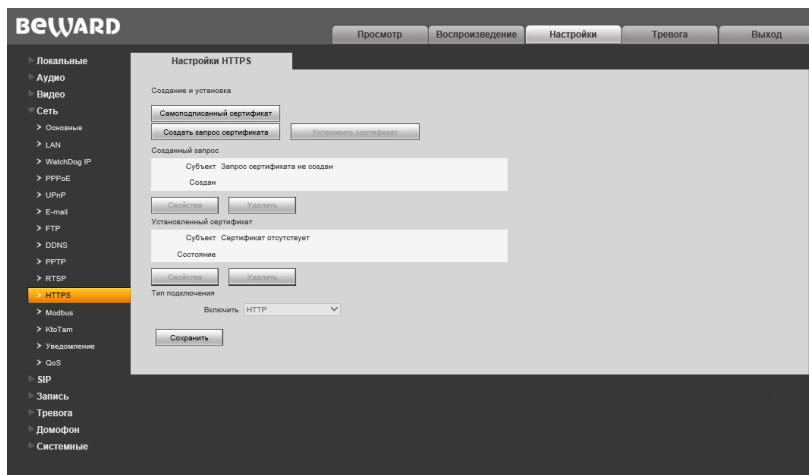 BEWARD
Просмотр Воспроизведение Настройки Тревога Выход
Локальные
Аудио
Видео
Сеть
Основные
LAN
WatchDog IP
PPPoE
UPnP
E-mail
FTP
DDNS
PPTP
RTSP
HTTPS
Modbus
KtoTam
Уведомление
QoS
SIP
Запись
Тревога
Домофон
Системные
Настройки HTTPS
Создание и установка
Самоподписанный сертификат
Создать запрос сертификата Установить сертификат
Созданный запрос
Субъект Запрос сертификата не создан
Создан
Свойства Удалить
Установленный сертификат
Субъект Сертификат отсутствует
Состояние
Свойства Удалить
Тип подключения
Включить HTTP
Сохранить